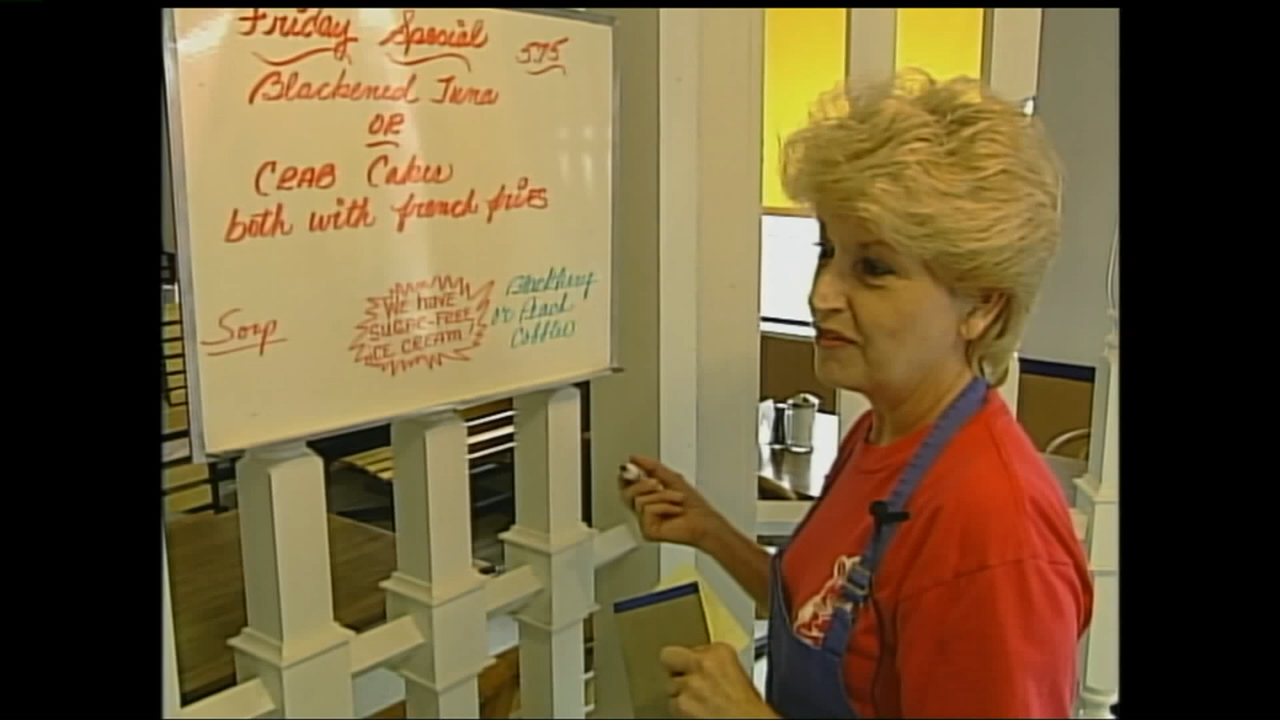 Friday Special
575
Blackened Tuna
OR
CRAB Cakes
both with french fries
Soup
WE HAVE
SUGAR-FREE
ICE CREAM!
Blackberry
or Peach
Cobbler